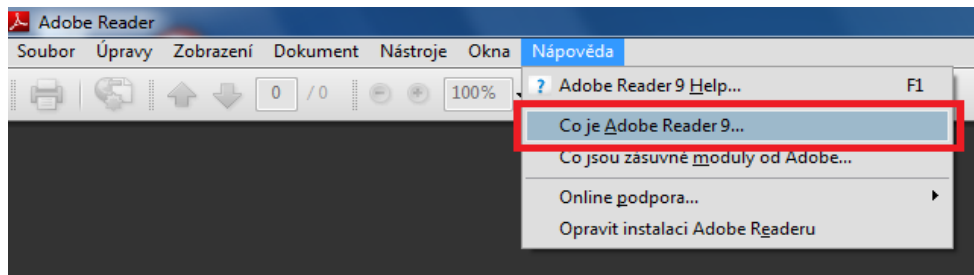 Adobe Reader
Soubor Úpravy Zobrazení Dokument Nástroje Okna Nápověda
0 / 0 100%
? Adobe Reader 9 Help... F1
Co je Adobe Reader 9...
Co jsou zásuvné moduly od Adobe...
Online podpora...
Opravit instalaci Adobe Readeru